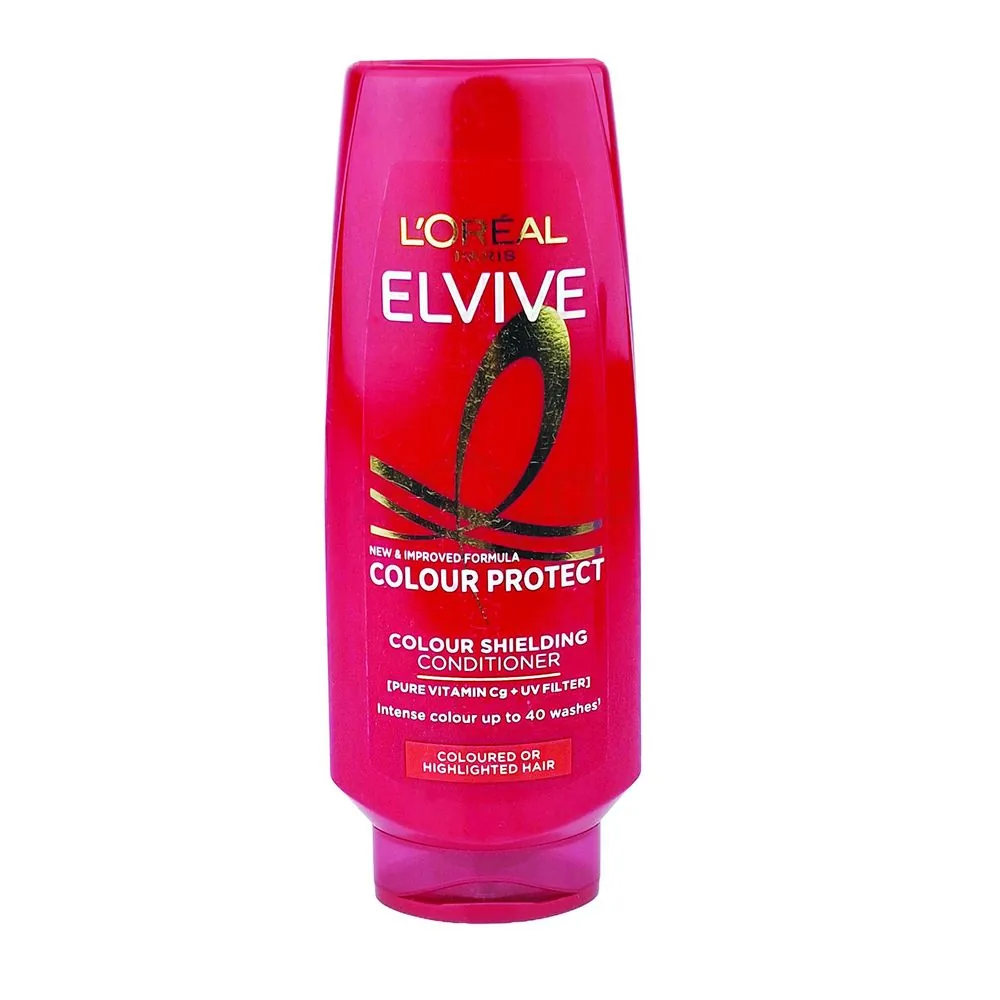 L'ORÉAL
PARIS
ELVIVE
NEW & IMPROVED FORMULA
COLOUR PROTECT
COLOUR SHIELDING
CONDITIONER
[PURE VITAMIN Cg + UV FILTER]
Intense colour up to 40 washes¹
COLOURED OR
HIGHLIGHTED HAIR